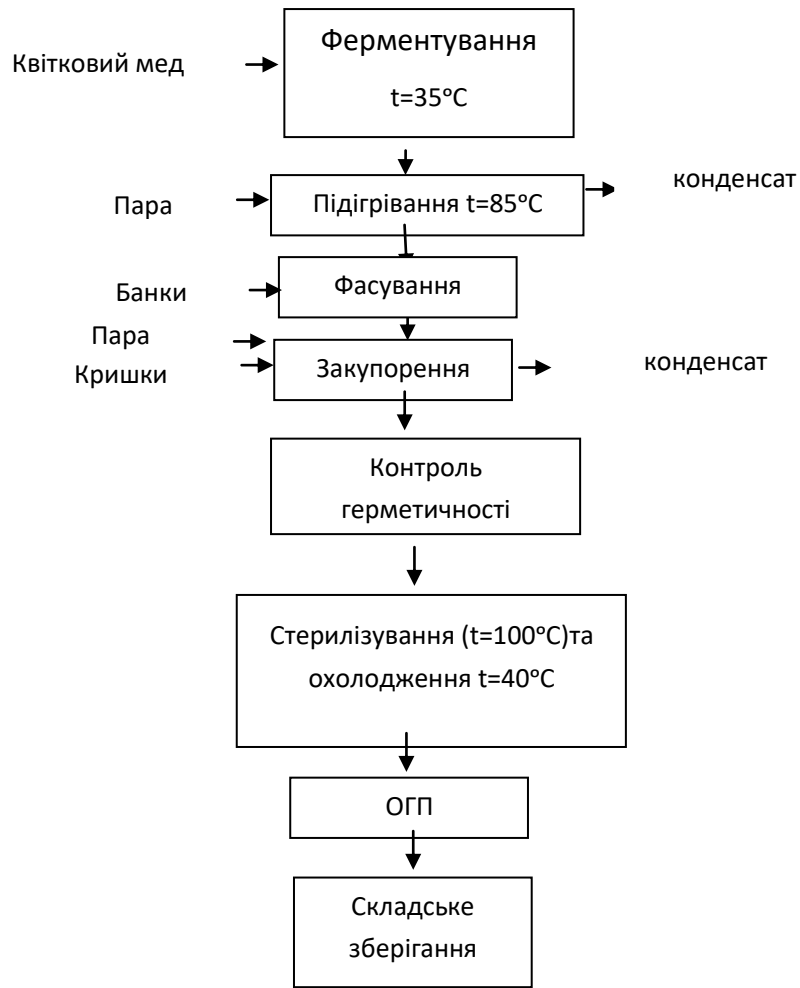 Ферментування
Квітковий мед
t=35°C
конденсат
Пара
Підігрівання t=85°C
Банки
Фасування
Пара
Кришки
Закупорення
конденсат
Контроль
герметичності
Стерилізування (t=100°C)та
охолодження t=40°C
ОГП
Складське
зберігання